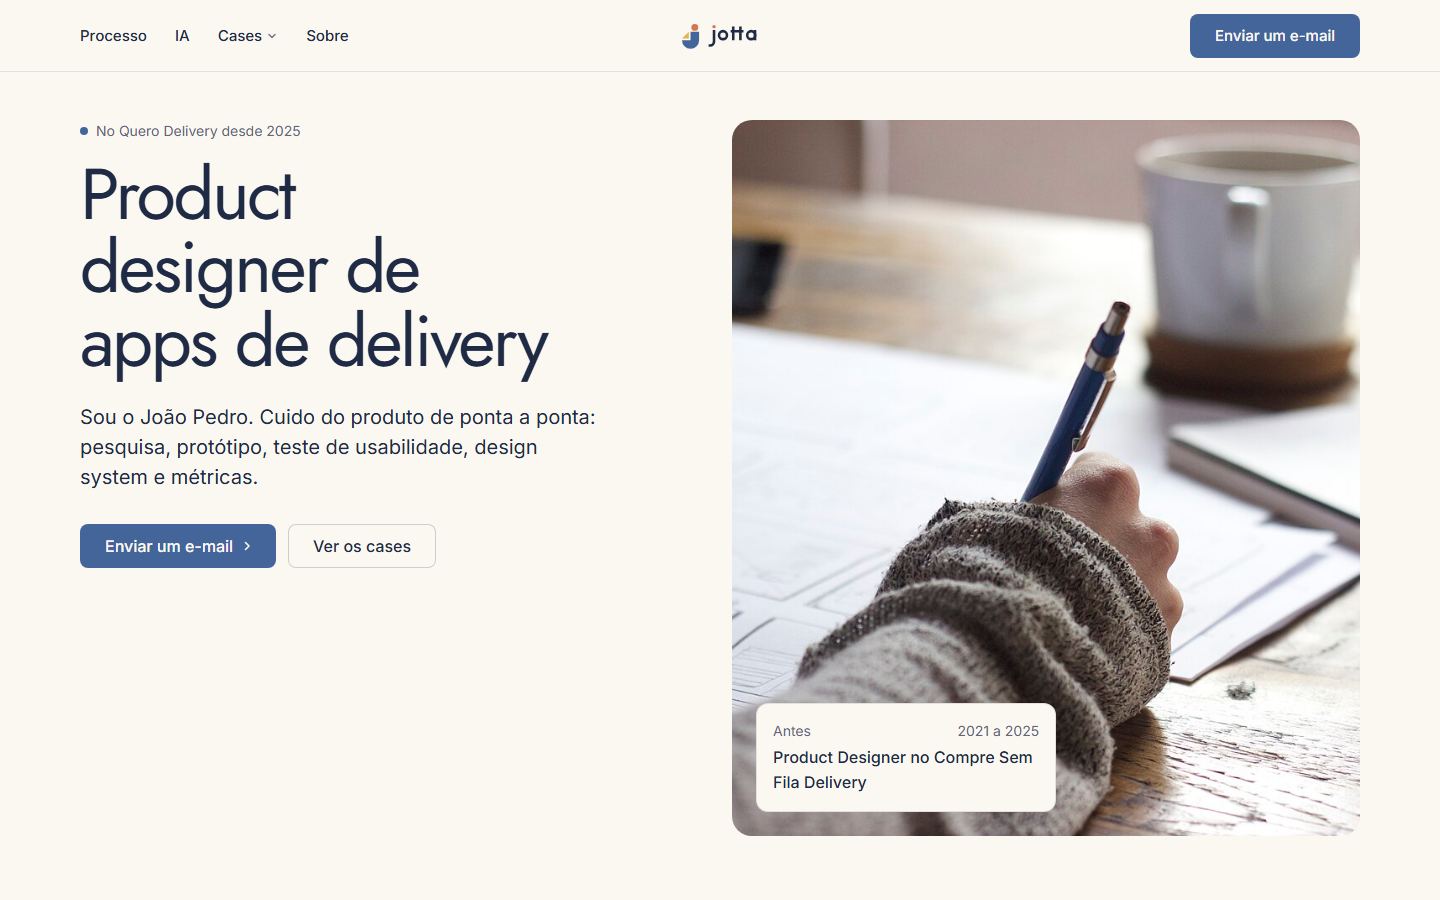 Processo IA Cases Sobre
jotta
Enviar um e-mail
No Quero Delivery desde 2025
Product
designer de
apps de delivery
Sou o João Pedro. Cuido do produto de ponta a ponta:
pesquisa, protótipo, teste de usabilidade, design
system e métricas.
Enviar um e-mail
Ver os cases
Antes 2021 a 2025
Product Designer no Compre Sem
Fila Delivery